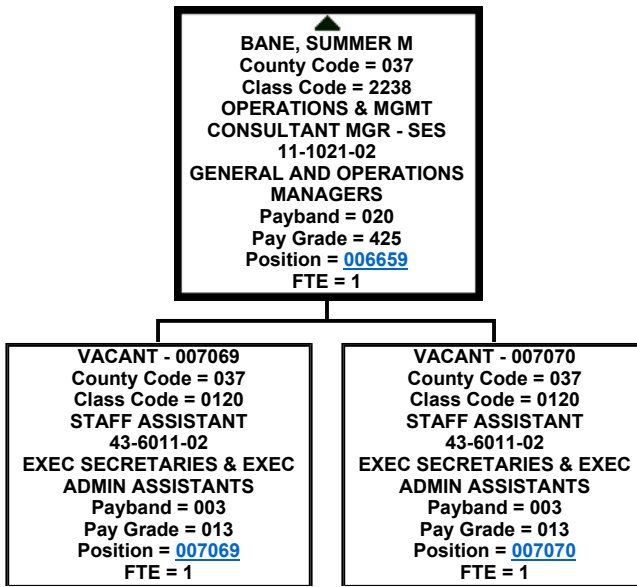 BANE, SUMMER M
County Code = 037
Class Code = 2238
OPERATIONS & MGMT
CONSULTANT MGR - SES
11-1021-02
GENERAL AND OPERATIONS
MANAGERS
Payband = 020
Pay Grade = 425
Position = 006659
FTE = 1
VACANT - 007069
County Code = 037
Class Code = 0120
STAFF ASSISTANT
43-6011-02
EXEC SECRETARIES & EXEC
ADMIN ASSISTANTS
Payband = 003
Pay Grade = 013
Position = 007069
FTE = 1
VACANT - 007070
County Code = 037
Class Code = 0120
STAFF ASSISTANT
43-6011-02
EXEC SECRETARIES & EXEC
ADMIN ASSISTANTS
Payband = 003
Pay Grade = 013
Position = 007070
FTE = 1